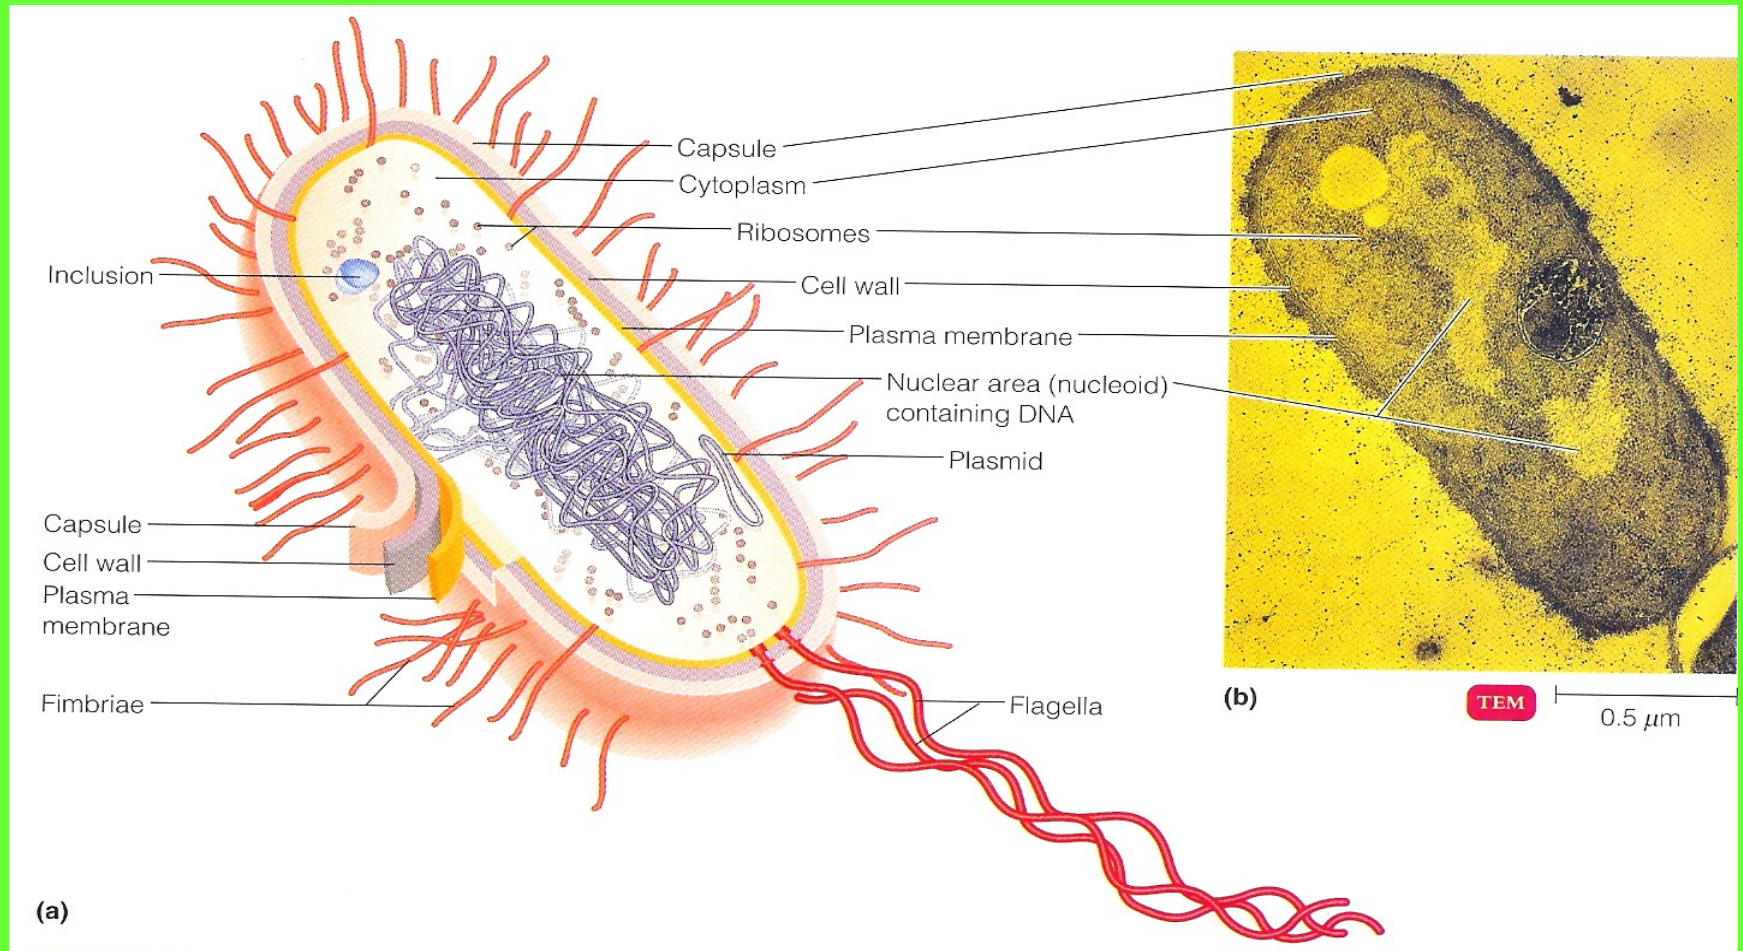 Capsule
Cytoplasm
Ribosomes
Inclusion
Cell wall
Plasma membrane
Nuclear area (nucleoid)
containing DNA
Plasmid
Capsule
Cell wall
Plasma
membrane
Fimbriae
Flagella
(b)
TEM
0.5 μm
(a)